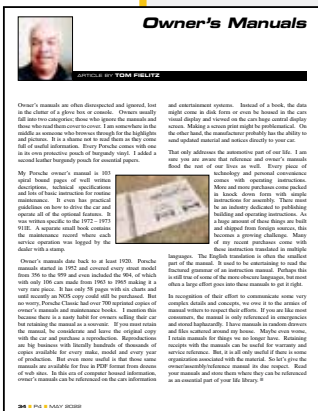 Owner's Manuals
ARTICLE BY TOM FIELITZ
Owner's manuals are often disrespected and ignored, lost
in the clutter of a glove box or console. Owners usually
fall into two categories; those who ignore the manuals and
those who read them cover to cover. I am somewhere in the
middle as someone who browses through for the highlights
and pictures. It is a shame not to read them as they come
full of useful information. Every Porsche comes with one
in its own protective pouch of burgundy vinyl. I added a
second leather burgundy pouch for essential papers.
My Porsche owner's manual is 103
spiral bound pages of well written
descriptions, technical specifications
and lots of basic instruction for routine
maintenance. It even has practical
guidelines on how to drive the car and
operate all of the optional features. It
was written specific to the 1972 – 1973
911E. A separate small book contains
the maintenance record where each
service operation was logged by the
dealer with a stamp.
Owner's manuals date back to at least 1920. Porsche
manuals started in 1952 and covered every street model
from 356 to the 959 and even included the 904, of which
with only 106 cars made from 1963 to 1965 making it a
very rare piece. It has only 58 pages with six charts and
until recently an NOS copy could still be purchased. But
no worry, Porsche Classic had over 700 reprinted copies of
owner's manuals and maintenance books. I mention this
because there is a nasty habit for owners selling their car
but retaining the manual as a souvenir. If you must retain
the manual, be considerate and leave the original copy
with the car and purchase a reproduction. Reproductions
are big business with literally hundreds of thousands of
copies available for every make, model and every year
of production. But even more useful is that those same
manuals are available for free in PDF format from dozens
of web sites. In this era of computer housed information,
owner's manuals can be referenced on the cars information
and entertainment systems. Instead of a book, the data
might come in disk form or even be housed in the cars
visual display and viewed on the cars huge central display
screen. Making a screen print might be problematical. On
the other hand, the manufacturer probably has the ability to
send updated material and notices directly to your car.
That only addresses the automotive part of our life. I am
sure you are aware that reference and owner's manuals
flood the rest of our lives as well. Every piece of
technology and personal convenience
comes with operating instructions.
More and more purchases come packed
in knock down form with simple
instructions for assembly. There must
be an industry dedicated to publishing
building and operating instructions. As
a huge amount of these things are built
and shipped from foreign sources, this
becomes a growing challenge. Many
of my recent purchases come with
these instruction translated in multiple
languages. The English translation is often the smallest
part of the manual. It used to be entertaining to read the
fractured grammar of an instruction manual. Perhaps this
is still true of some of the more obscure languages, but most
often a large effort goes into these manuals to get it right.
In recognition of their effort to communicate some very
complex details and concepts, we owe it to the armies of
manual writers to respect their efforts. If you are like most
consumers, the manual is only referenced in emergencies
and stored haphazardly. I have manuals in random drawers
and files scattered around my house. Maybe even worse,
I retain manuals for things we no longer have. Retaining
receipts with the manuals can be useful for warranty and
service reference. But, it is all only useful if there is some
organization associated with the material. So let's give the
owner/assembly/reference manual its due respect. Read
your manuals and store them where they can be referenced
as an essential part of your library.
34 P4 MAY 2022